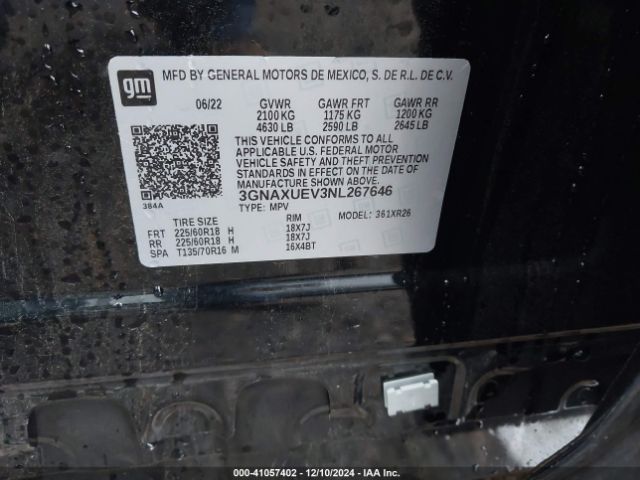 gm
MFD BY GENERAL MOTORS DE MEXICO, S. DE R.L. DE C.V.
06/22 GVWR GAWR FRT GAWR RR
2100 KG 1175 KG 1200 KG
4630 LB 2590 LB 2645 LB
THIS VEHICLE CONFORMS TO ALL
APPLICABLE U.S. FEDERAL MOTOR
VEHICLE SAFETY AND THEFT PREVENTION
STANDARDS IN EFFECT ON THE DATE OF
MANUFACTURE SHOWN ABOVE.
3GNAXUEV3NL267646
384A
TYPE: MPV MODEL: 361XR26
TIRE SIZE RIM
FRT 225/60R18 H 18X7J
RR 225/60R18 H 18X7J
SPA T135/70R16 M 16X4BT
000-41057402 — 12/10/2024 — IAA Inc.